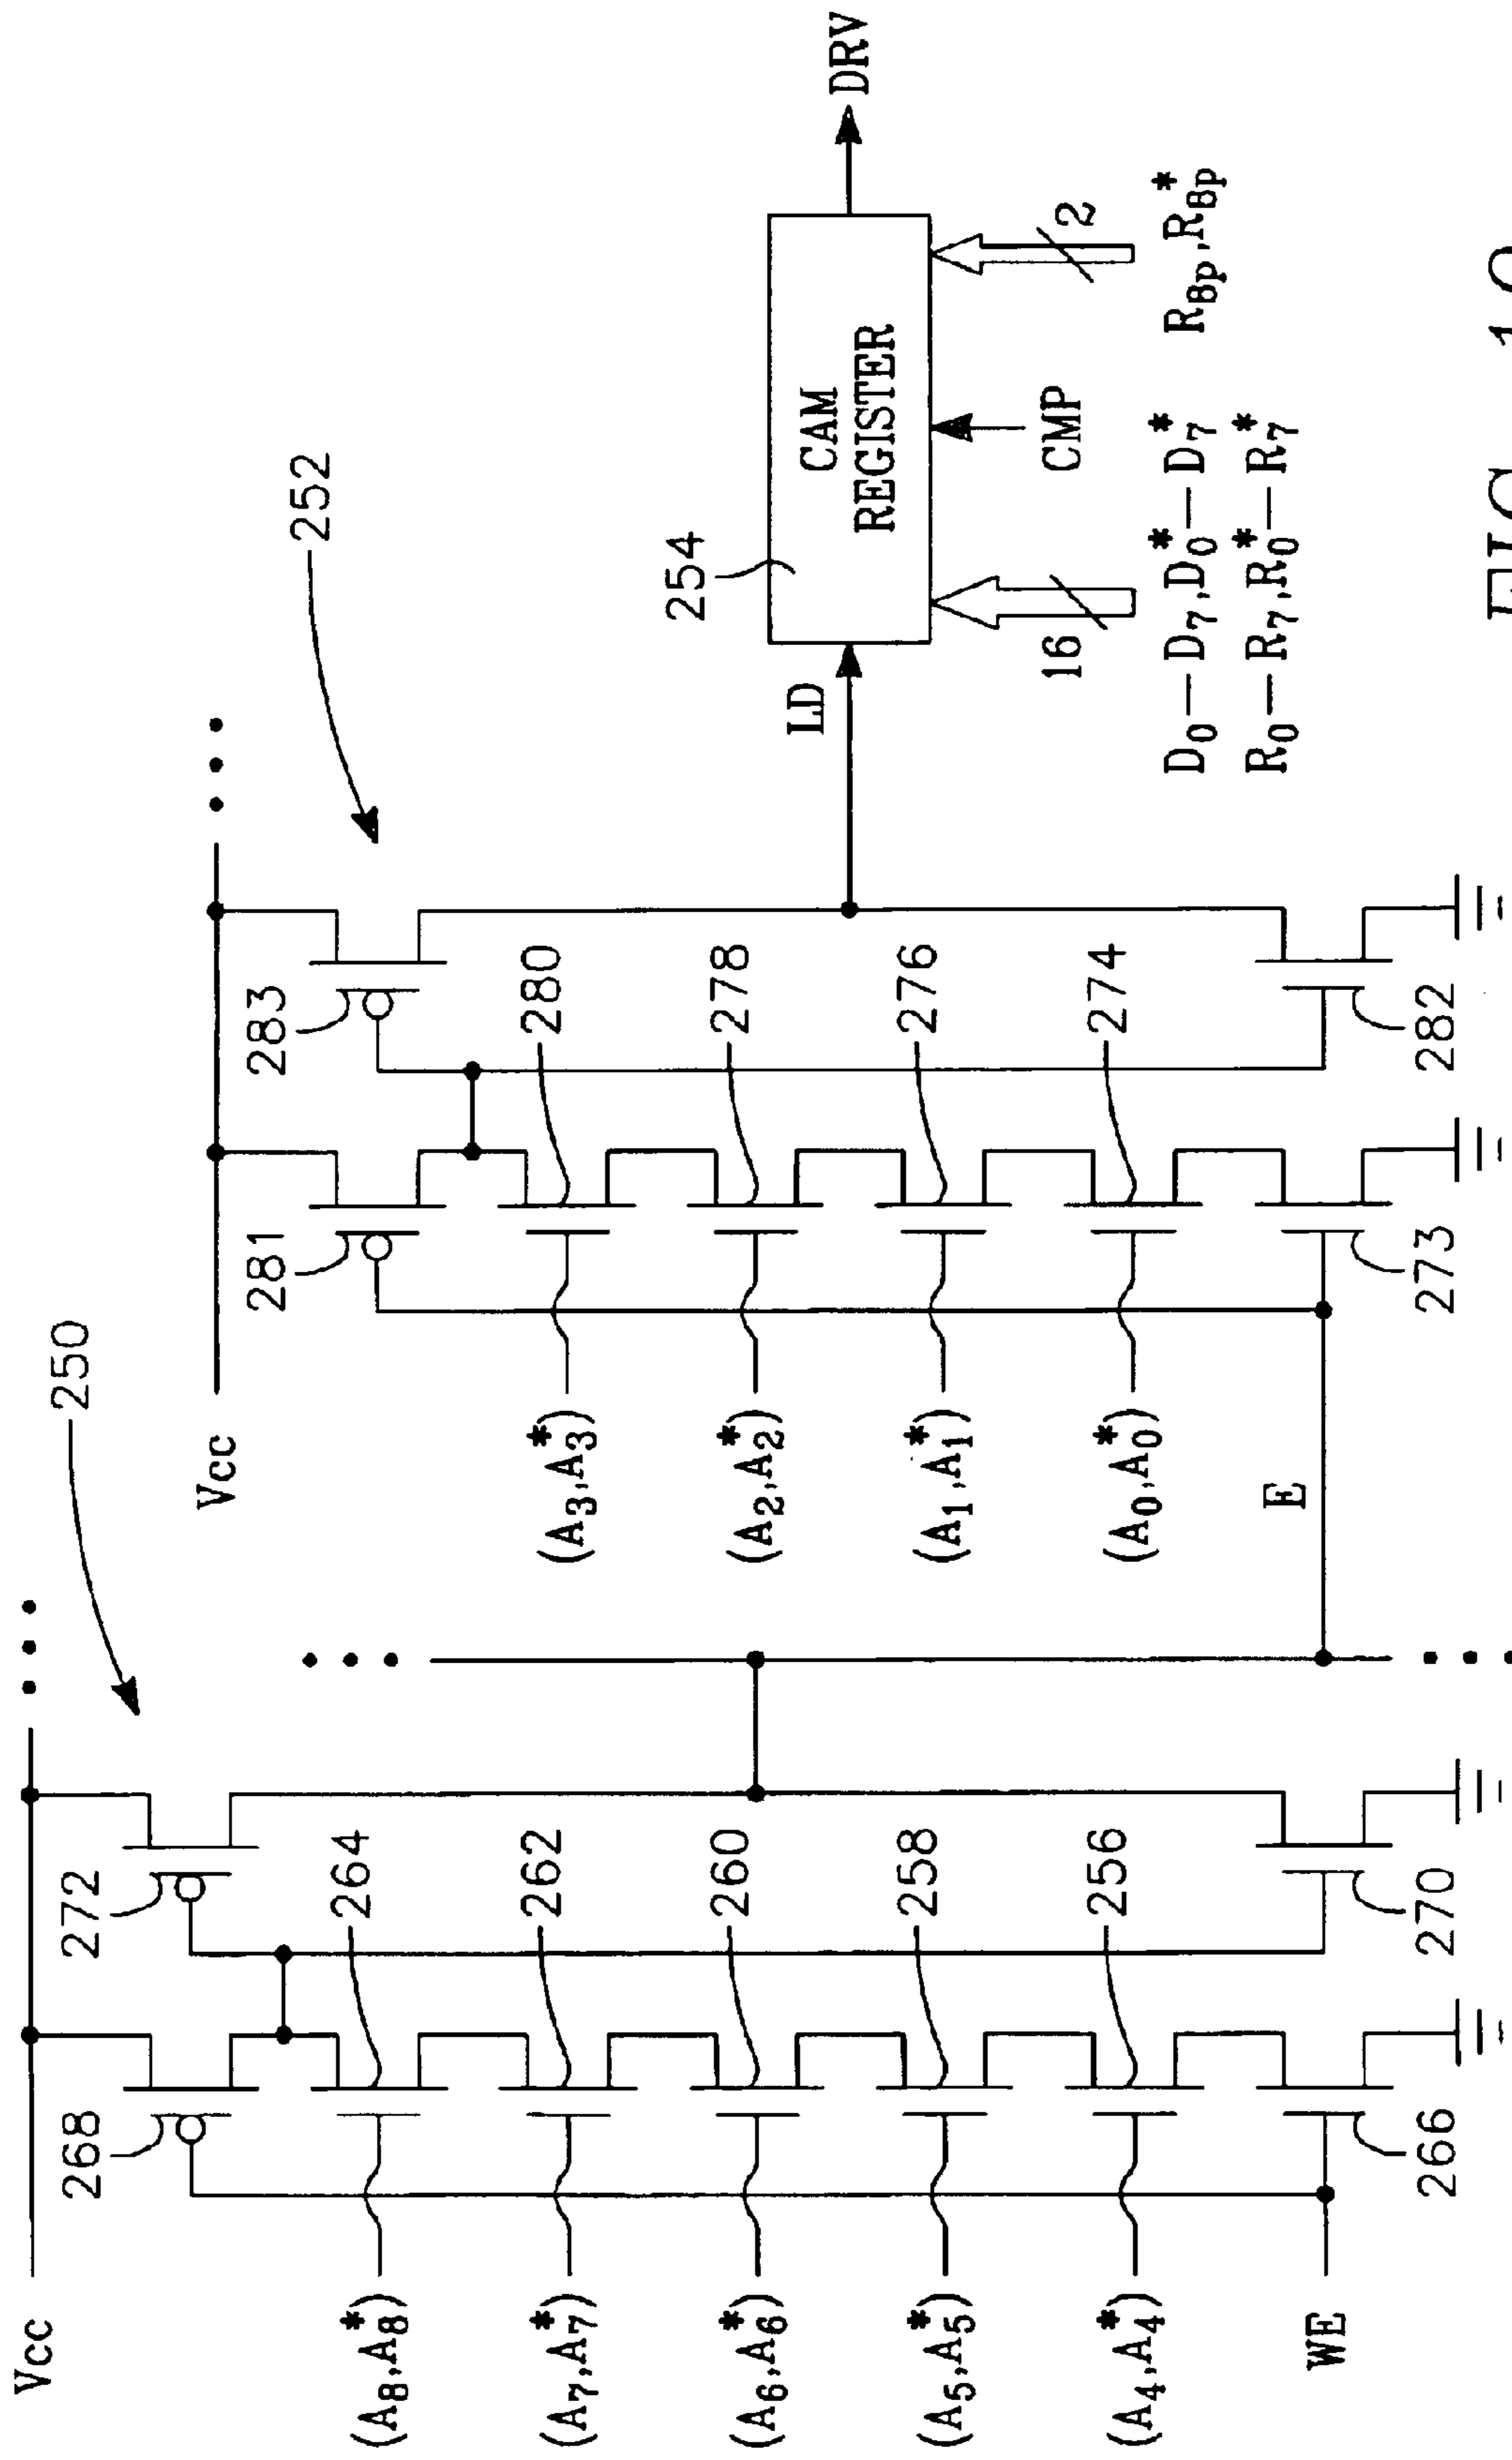 Vcc
250
268
272
264
262
260
258
256
266
270
(A8,A8*)
(A7,A7*)
(A6,A6*)
(A5,A5*)
(A4,A4*)
WE
Vcc
252
281
283
280
278
276
274
273
282
(A3,A3*)
(A2,A2*)
(A1,A1*)
(A0,A0*)
E
LD
254
CAM
REGISTER
DRV
16
CMP
2
D0—D7,D0*—D7*
R0—R7,R0*—R7*
RBp,RBp*